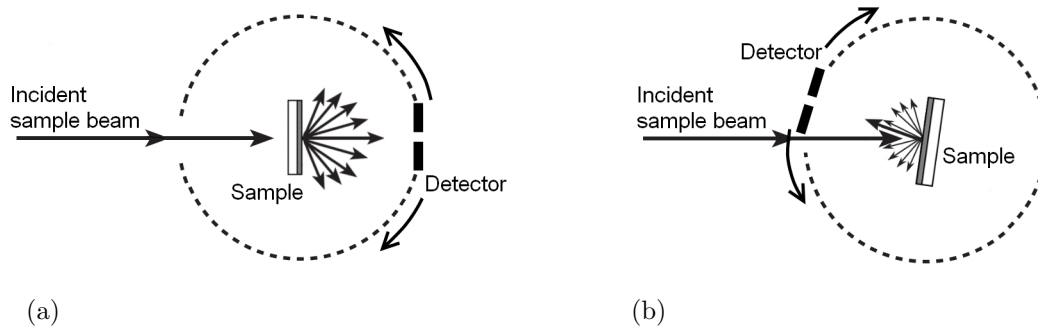 Incident
sample beam
Sample
Detector
(a)
Detector
Incident
sample beam
Sample
(b)